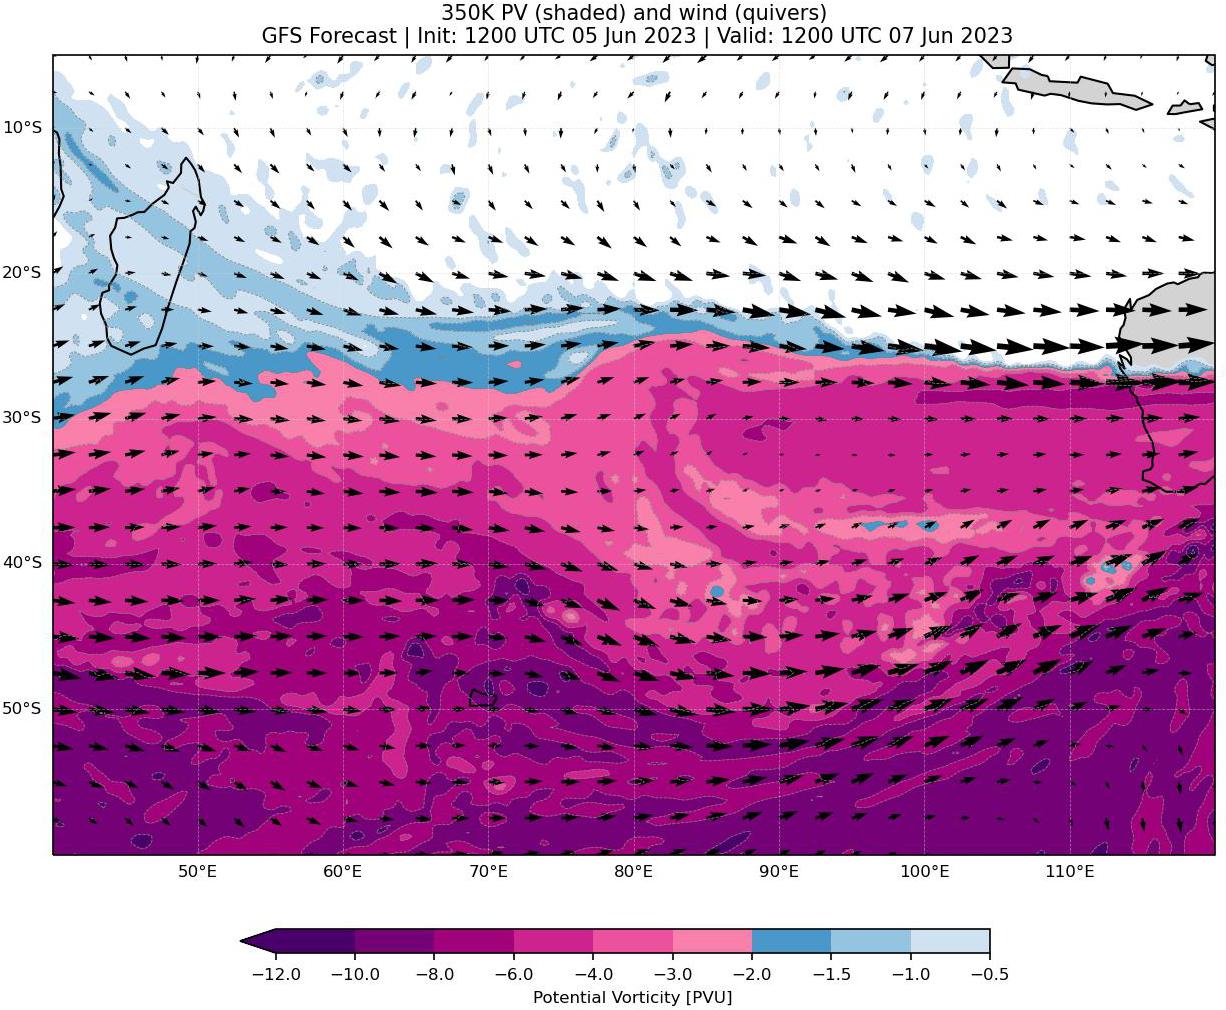 350K PV (shaded) and wind (quivers)
GFS Forecast | Init: 1200 UTC 05 Jun 2023 | Valid: 1200 UTC 07 Jun 2023
10°S
20°S
30°S
40°S
50°S
50°E 60°E 70°E 80°E 90°E 100°E 110°E
−12.0 −10.0 −8.0 −6.0 −4.0 −3.0 −2.0 −1.5 −1.0 −0.5
Potential Vorticity [PVU]